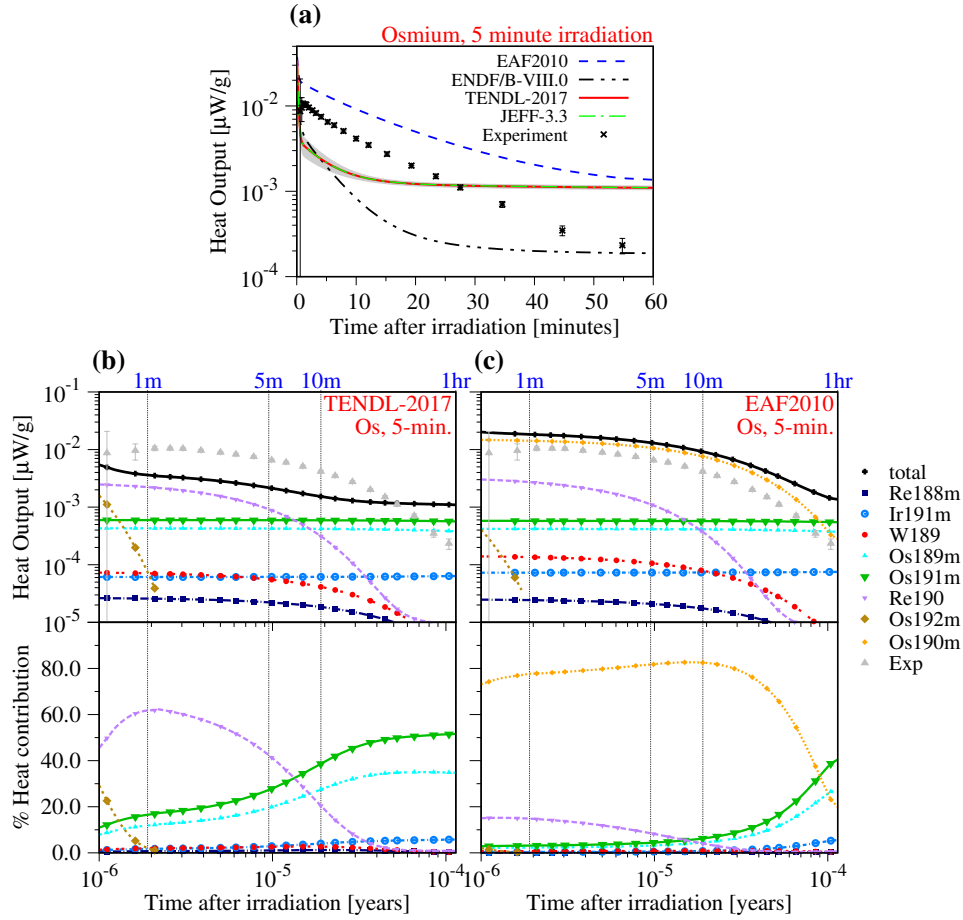 (a)
Osmium, 5 minute irradiation
EAF2010
ENDF/B-VIII.0
TENDL-2017
JEFF-3.3
Experiment
Heat Output [μW/g]
10-2
10-3
10-4
0 10 20 30 40 50 60
Time after irradiation [minutes]
(b)
1m 5m 10m 1hr
TENDL-2017
Os, 5-min.
Heat Output [μW/g]
10-1
10-2
10-3
10-4
10-5
% Heat contribution
80.0
60.0
40.0
20.0
0.0
10-6 10-5 10-4
Time after irradiation [years]
(c)
1m 5m 10m 1hr
EAF2010
Os, 5-min.
10-6 10-5 10-4
Time after irradiation [years]
total
Re188m
Ir191m
W189
Os189m
Os191m
Re190
Os192m
Os190m
Exp